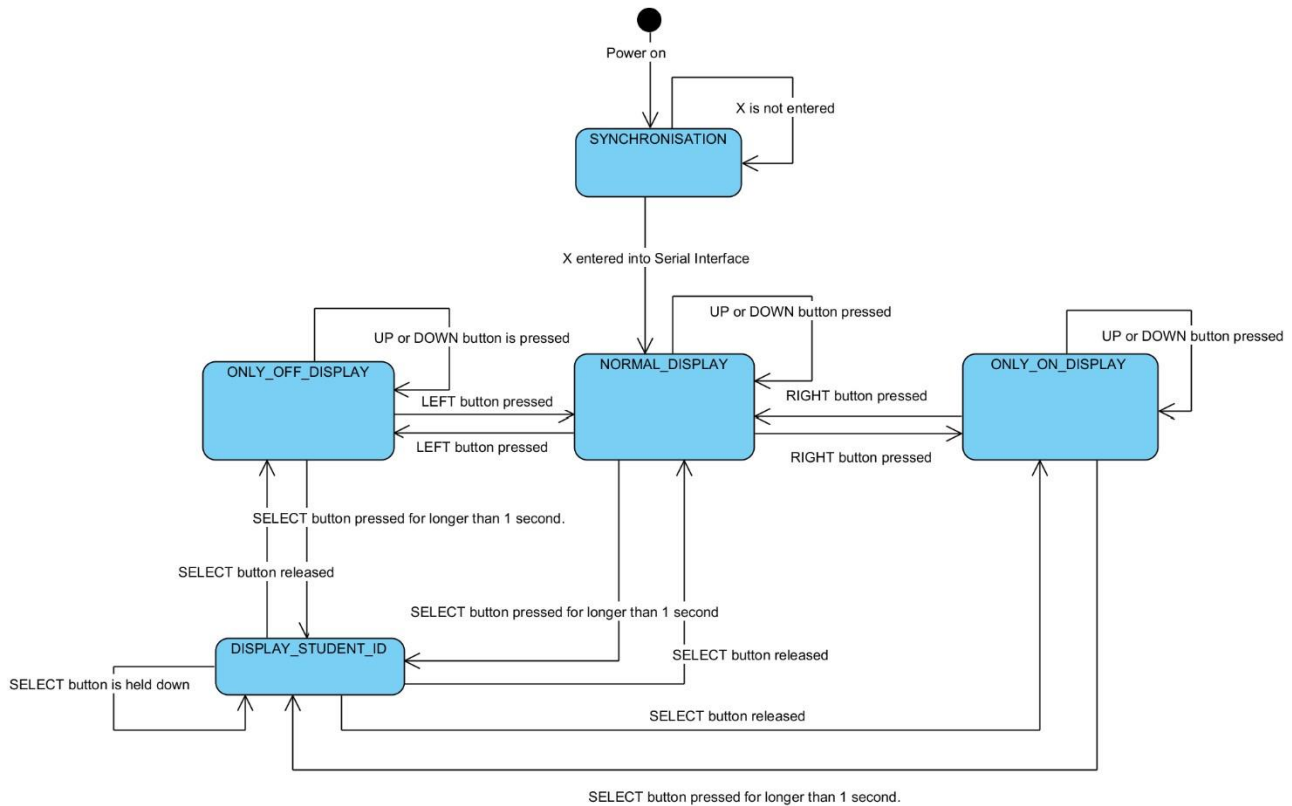 Power on
X is not entered
SYNCHRONISATION
X entered into Serial Interface
UP or DOWN button is pressed
UP or DOWN button pressed
UP or DOWN button pressed
ONLY_OFF_DISPLAY
NORMAL_DISPLAY
ONLY_ON_DISPLAY
LEFT button pressed
RIGHT button pressed
LEFT button pressed
RIGHT button pressed
SELECT button pressed for longer than 1 second.
SELECT button released
SELECT button pressed for longer than 1 second
DISPLAY_STUDENT_ID
SELECT button released
SELECT button is held down
SELECT button released
SELECT button pressed for longer than 1 second.